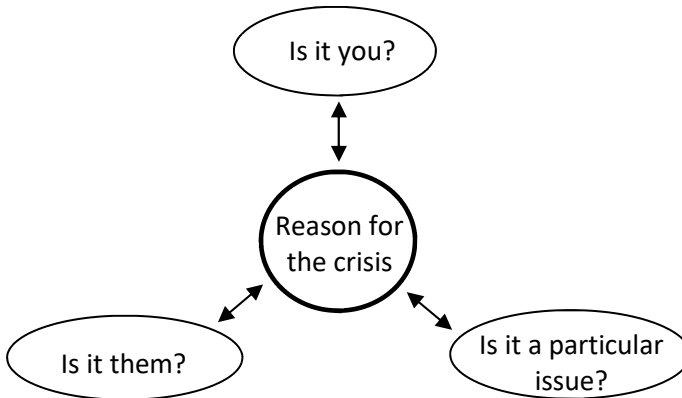 Is it you?
Reason for
the crisis
Is it them?
Is it a particular
issue?